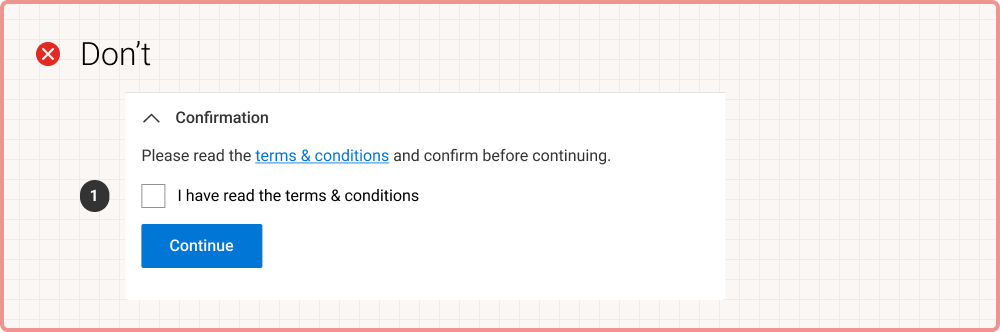 Don’t
Confirmation
Please read the terms & conditions and confirm before continuing.
1 I have read the terms & conditions
Continue